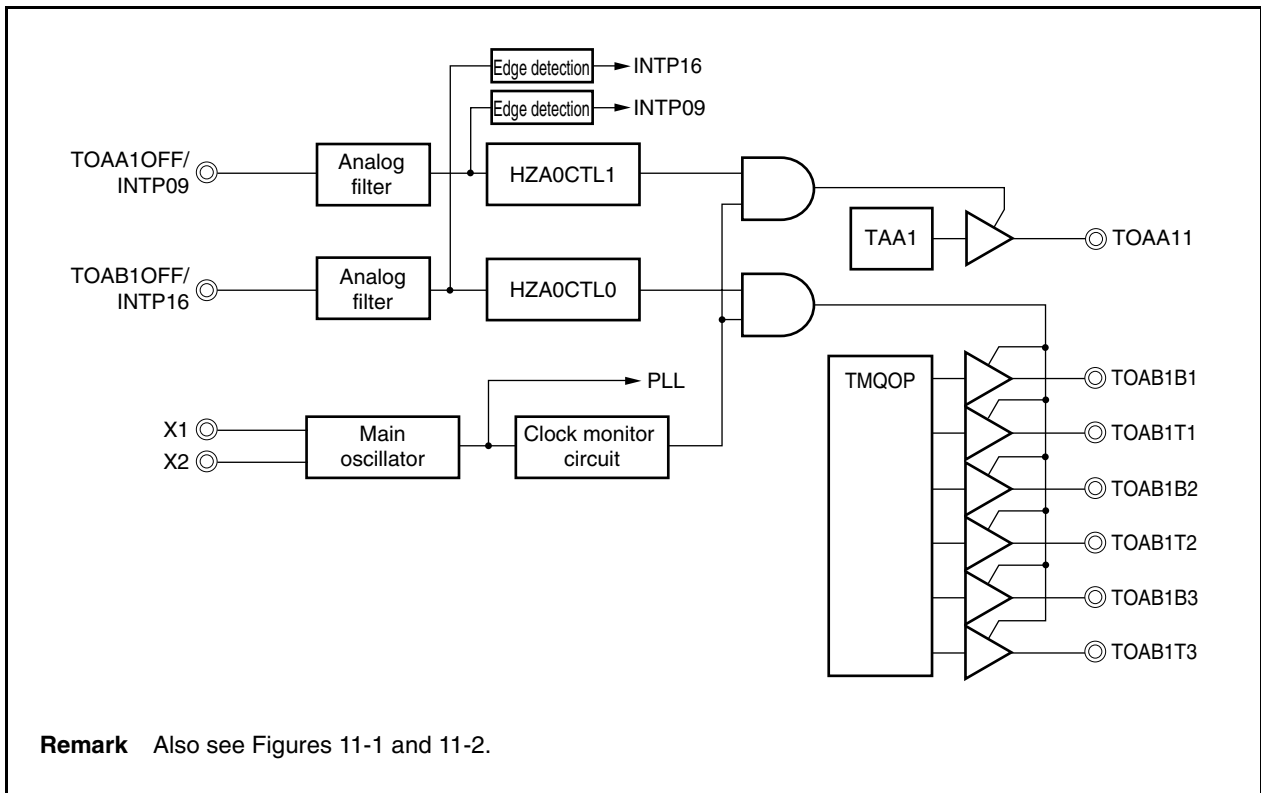 Edge detection
INTP16
Edge detection
INTP09
TOAA1OFF/
INTP09
Analog
filter
HZA0CTL1
TAA1
TOAA11
TOAB1OFF/
INTP16
Analog
filter
HZA0CTL0
PLL
X1
X2
Main
oscillator
Clock monitor
circuit
TMQOP
TOAB1B1
TOAB1T1
TOAB1B2
TOAB1T2
TOAB1B3
TOAB1T3
Remark Also see Figures 11-1 and 11-2.